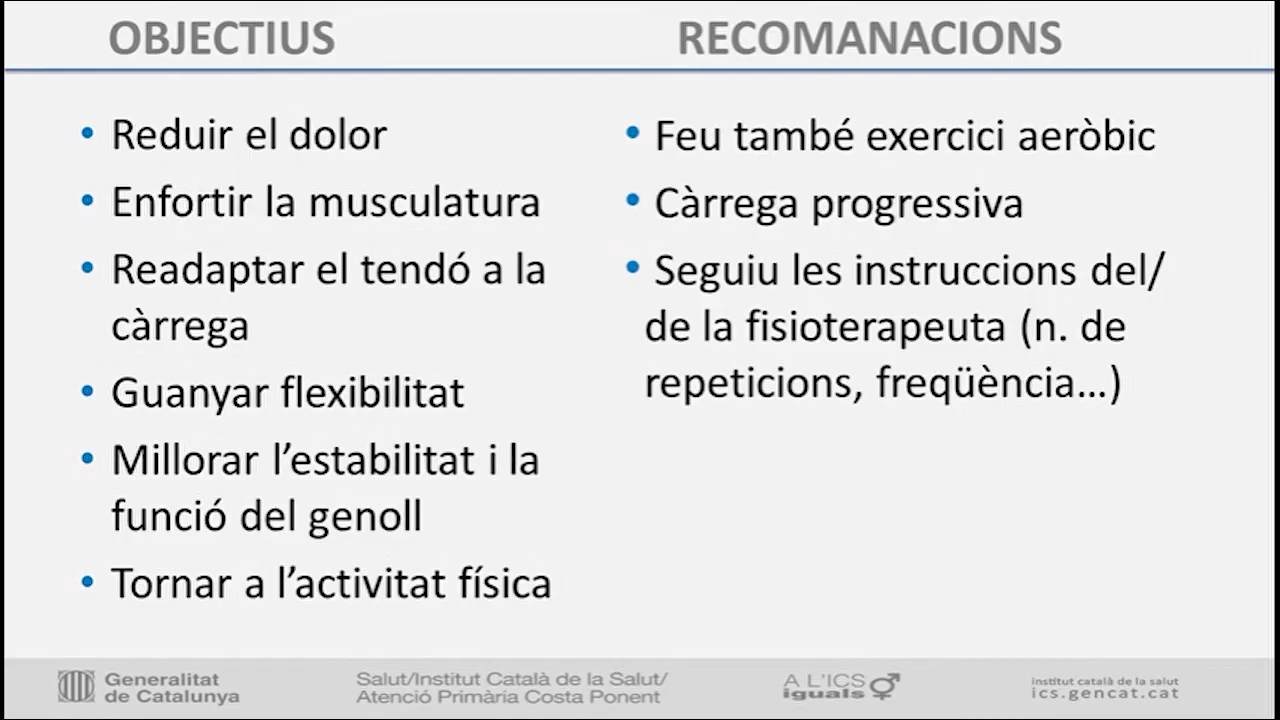 OBJECTIUS
• Reduir el dolor
• Enfortir la musculatura
• Readaptar el tendó a la
càrrega
• Guanyar flexibilitat
• Millorar l’estabilitat i la
funció del genoll
• Tornar a l’activitat física
RECOMANACIONS
• Feu també exercici aeròbic
• Càrrega progressiva
• Seguiu les instruccions del/
de la fisioterapeuta (n. de
repeticions, freqüència…)
Generalitat
de Catalunya
Salut/Institut Català de la Salut/
Atenció Primària Costa Ponent
A L'ICS
iguals
institut català de la salut
ics.gencat.cat